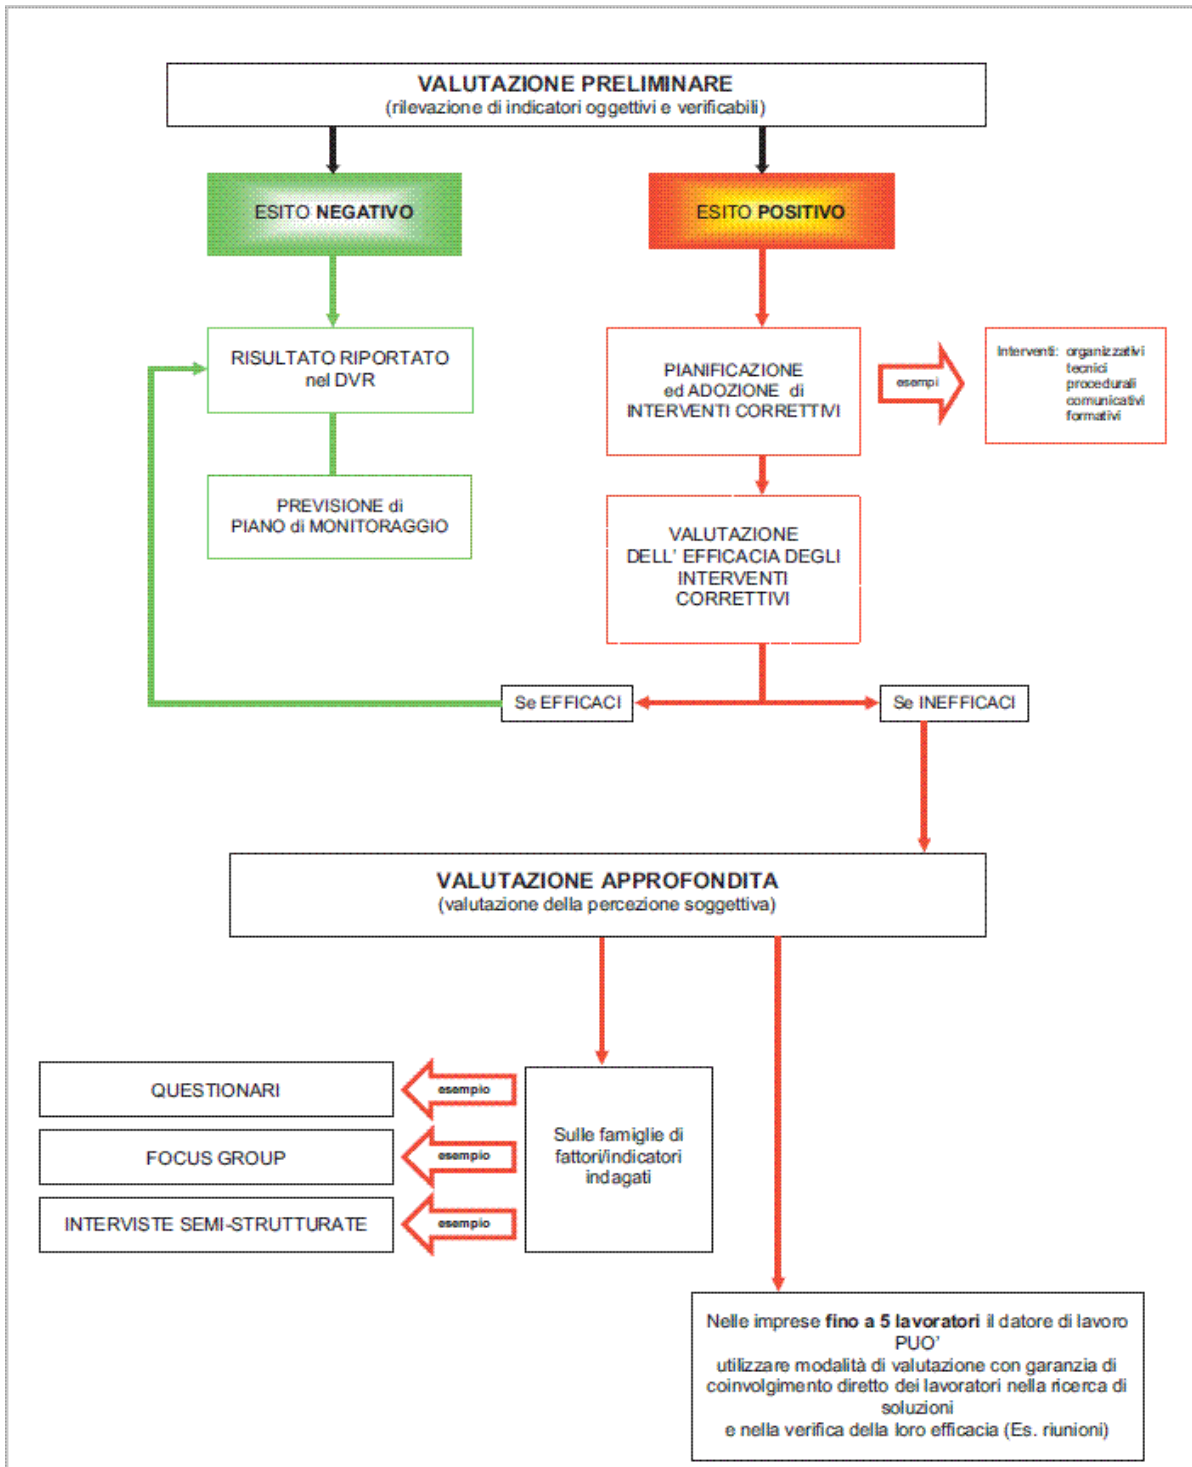 VALUTAZIONE PRELIMINARE
(rilevazione di indicatori oggettivi e verificabili)
ESITO NEGATIVO
ESITO POSITIVO
RISULTATO RIPORTATO
nel DVR
PIANIFICAZIONE
ed ADOZIONE di
INTERVENTI CORRETTIVI
esempi
Interventi: organizzativi
tecnici
procedurali
comunicativi
formativi
PREVISIONE di
PIANO di MONITORAGGIO
VALUTAZIONE
DELL' EFFICACIA DEGLI
INTERVENTI
CORRETTIVI
Se EFFICACI
Se INEFFICACI
VALUTAZIONE APPROFONDITA
(valutazione della percezione soggettiva)
QUESTIONARI
esempio
FOCUS GROUP
esempio
INTERVISTE SEMI-STRUTTURATE
esempio
Sulle famiglie di
fattori/indicatori
indagati
Nelle imprese fino a 5 lavoratori il datore di lavoro
PUO'
utilizzare modalità di valutazione con garanzia di
coinvolgimento diretto dei lavoratori nella ricerca di
soluzioni
e nella verifica della loro efficacia (Es. riunioni)